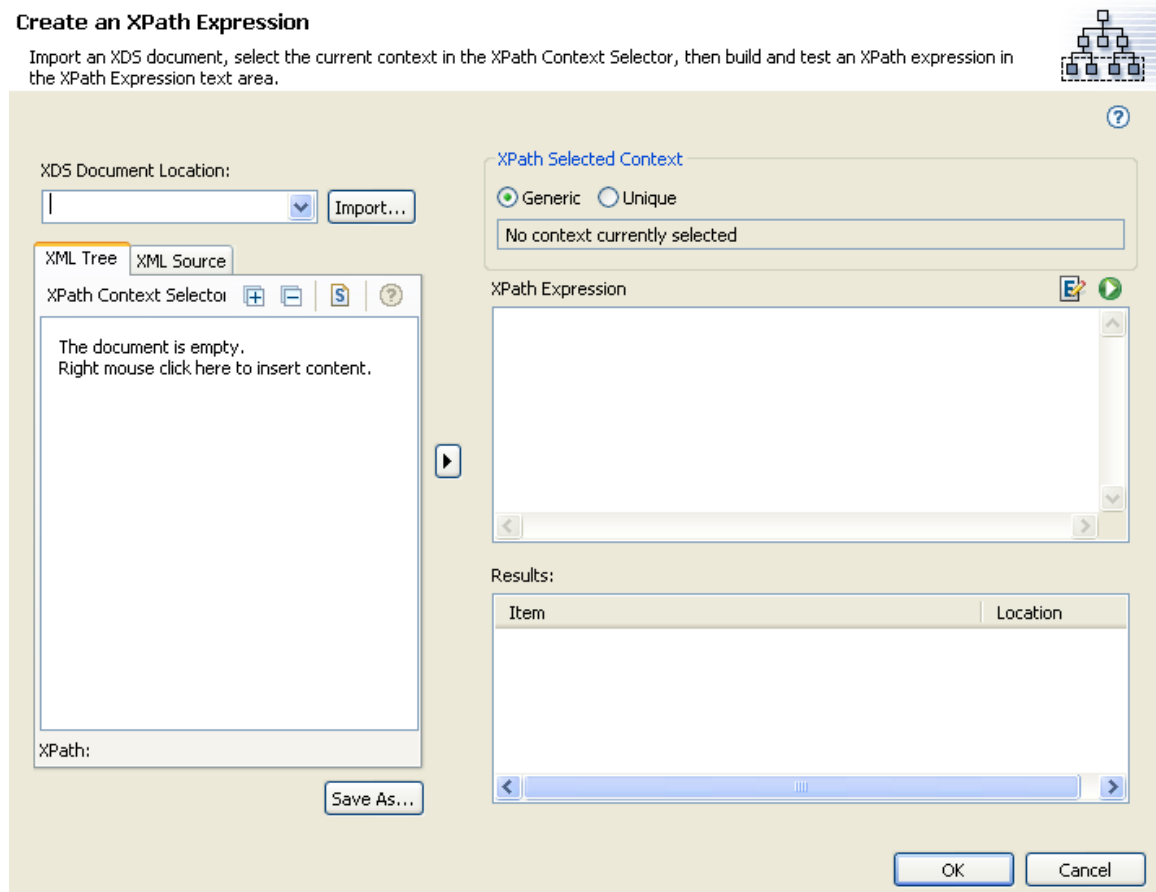 Create an XPath Expression
Import an XDS document, select the current context in the XPath Context Selector, then build and test an XPath expression in
the XPath Expression text area.
XDS Document Location:
Import...
XML Tree
XML Source
XPath Context Selector
The document is empty.
Right mouse click here to insert content.
XPath:
Save As...
XPath Selected Context
Generic
Unique
No context currently selected
XPath Expression
Results:
Item
Location
OK
Cancel